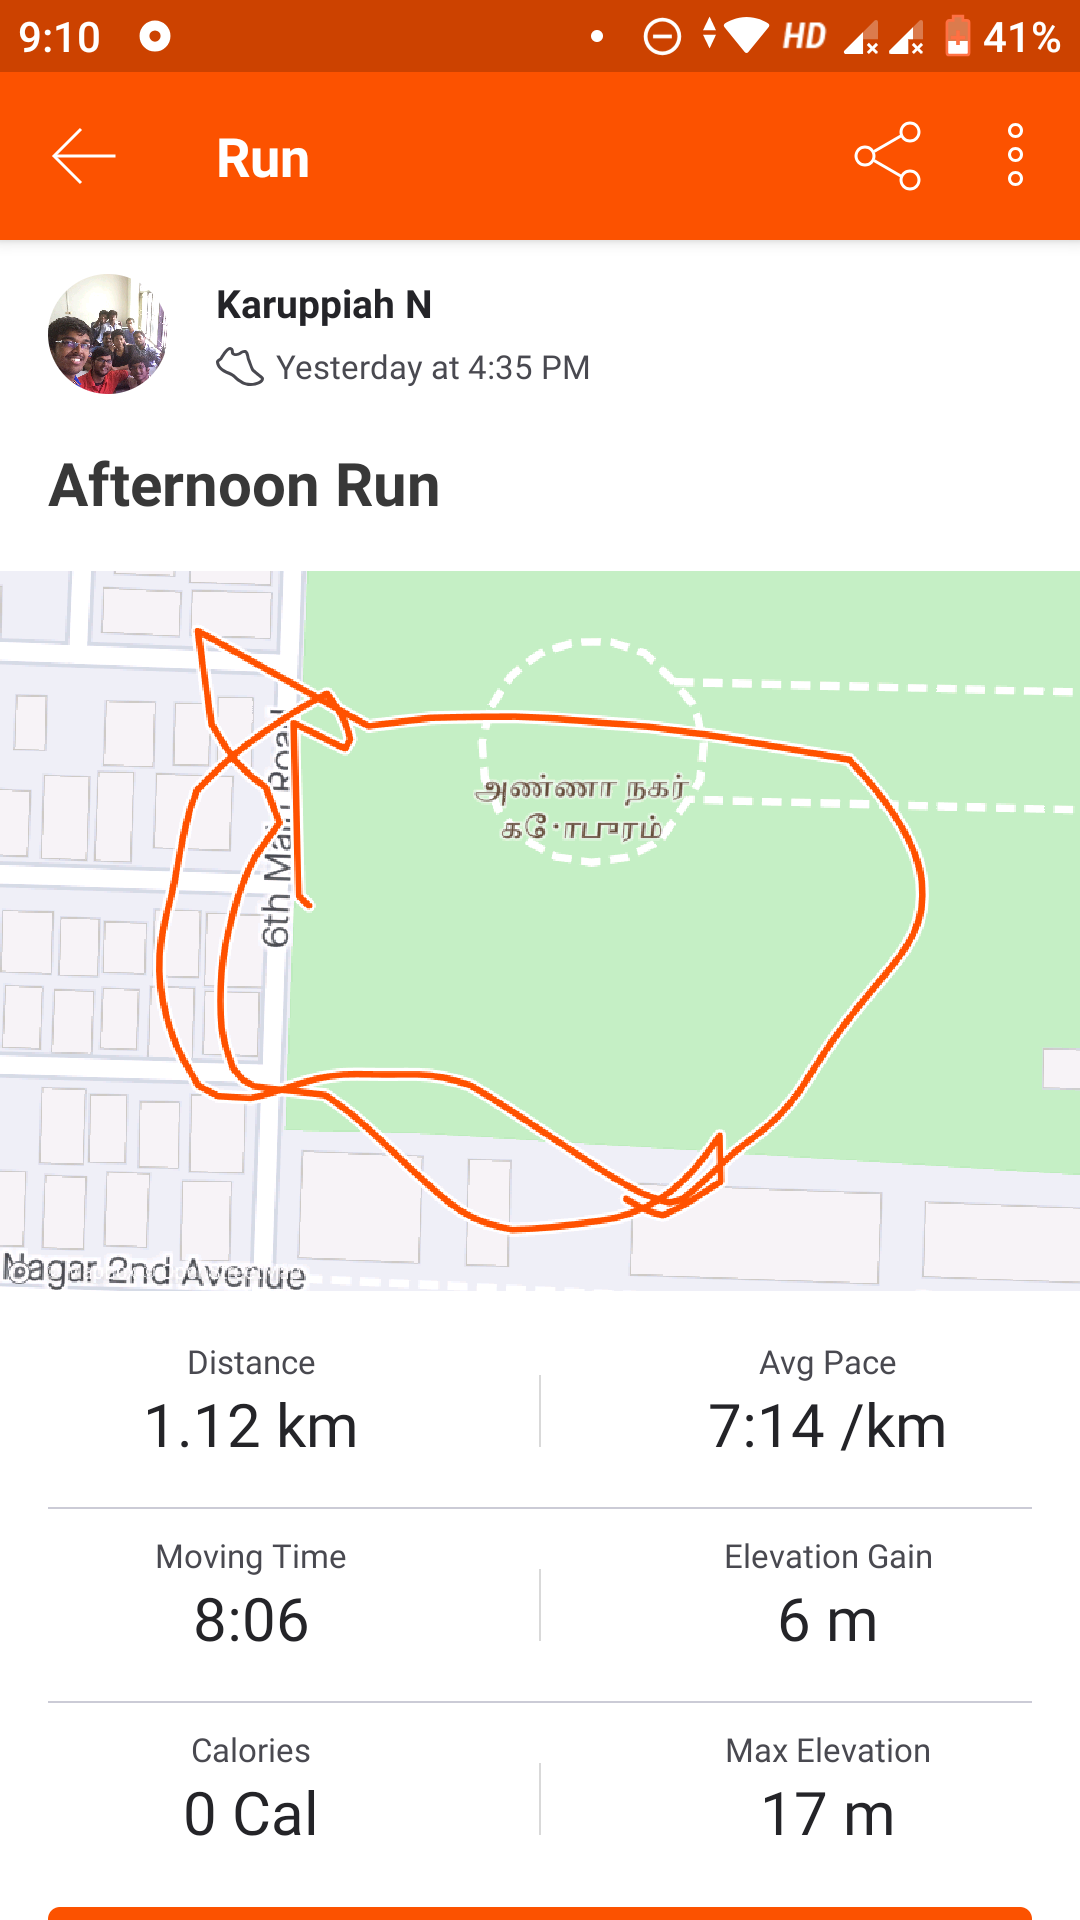 9:10 HD 41%
Run
Karuppiah N
Yesterday at 4:35 PM
Afternoon Run
அண்ணா நகர்
கோபுரம்
6th Main Road
Nagar 2nd Avenue
Distance
Avg Pace
1.12 km
7:14 /km
Moving Time
Elevation Gain
8:06
6 m
Calories
Max Elevation
0 Cal
17 m